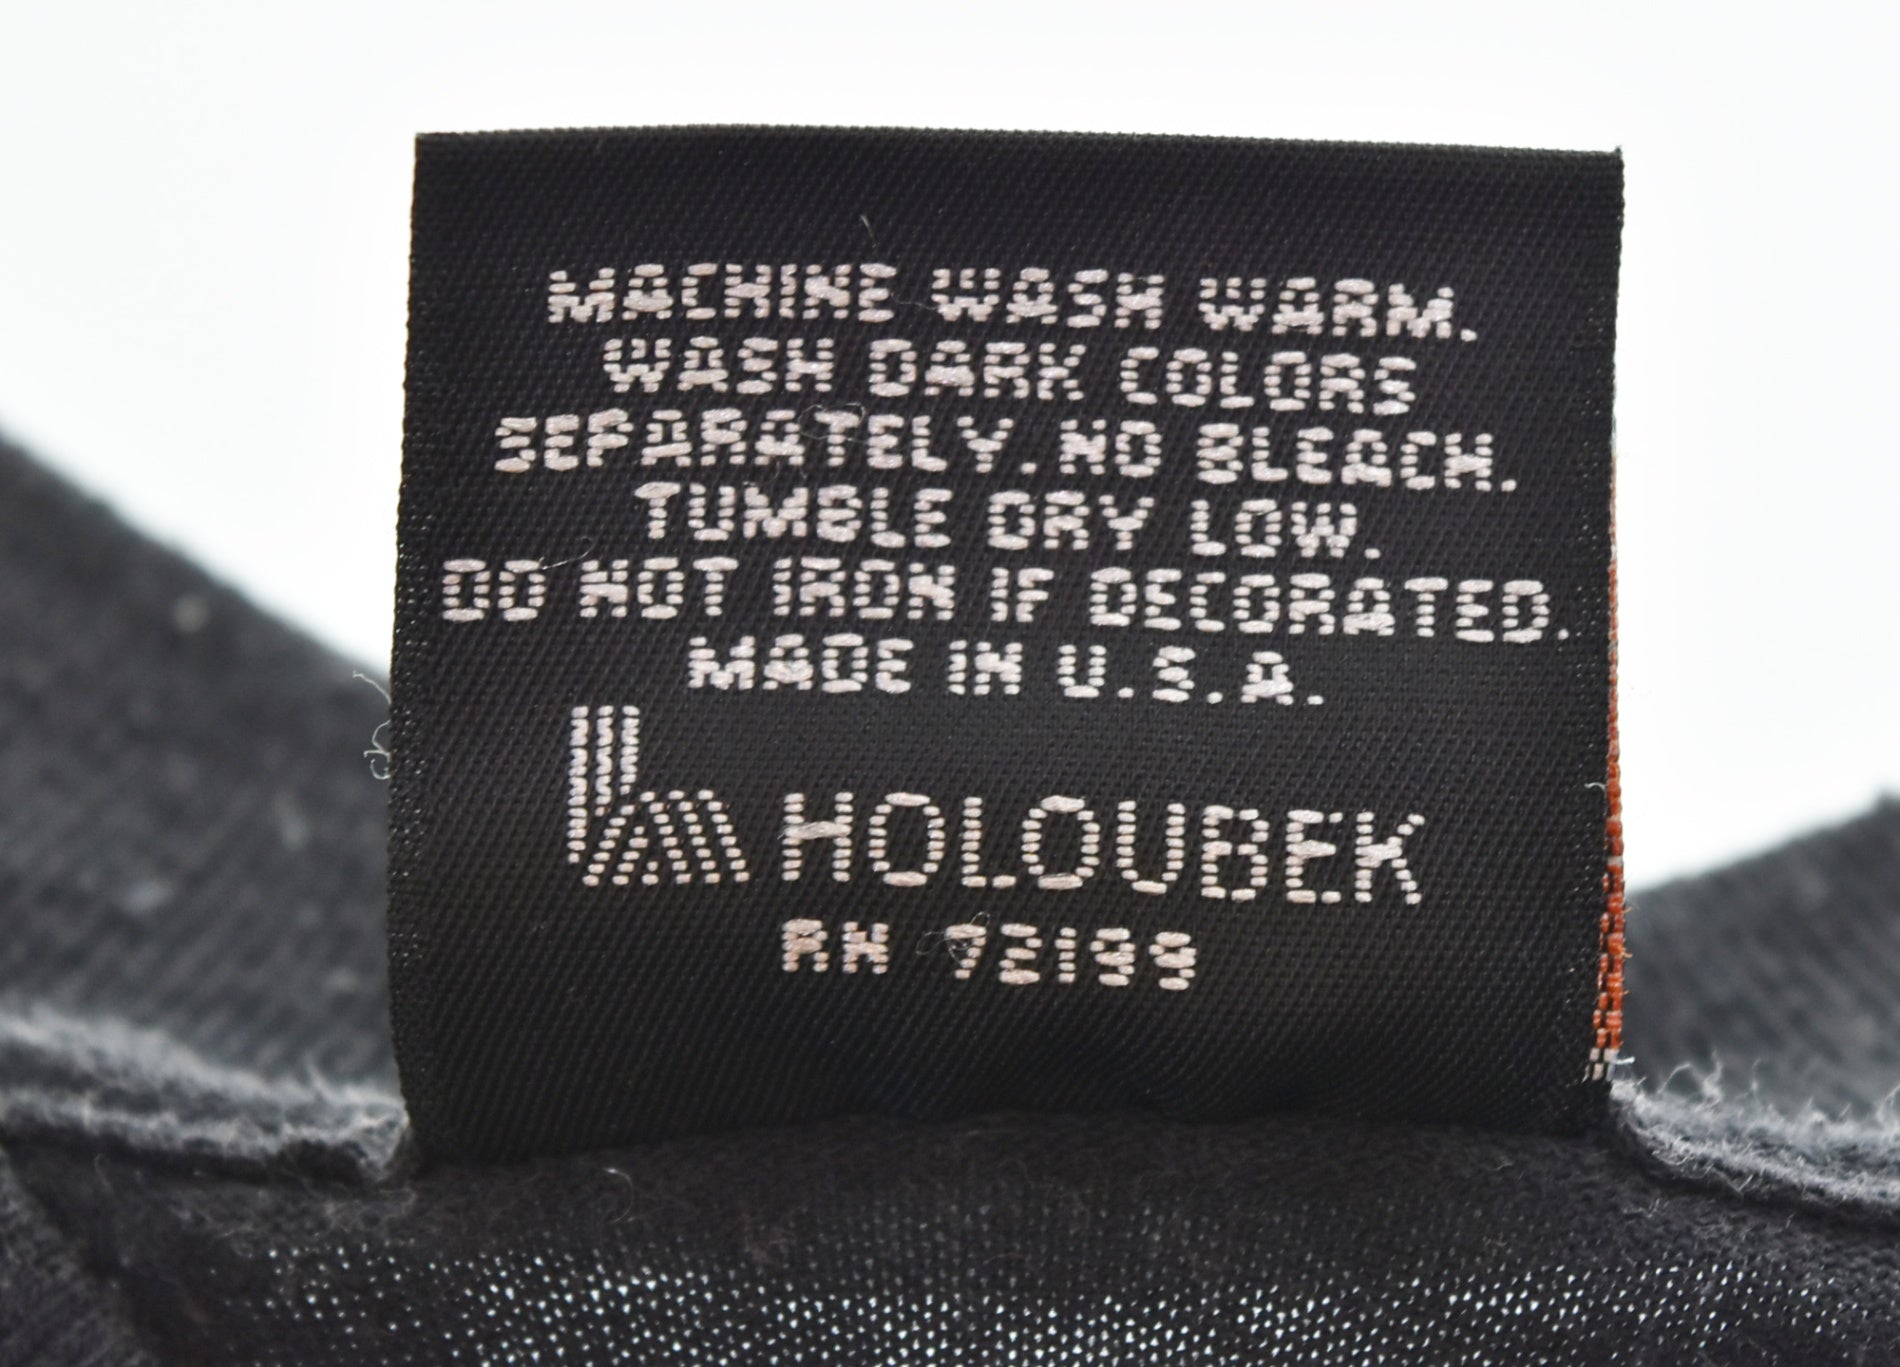 MACHINE WASH WARM.
WASH DARK COLORS
SEPARATELY. NO BLEACH.
TUMBLE DRY LOW.
DO NOT IRON IF DECORATED.
MADE IN U.S.A.
HOLOUBEK
RN 72199